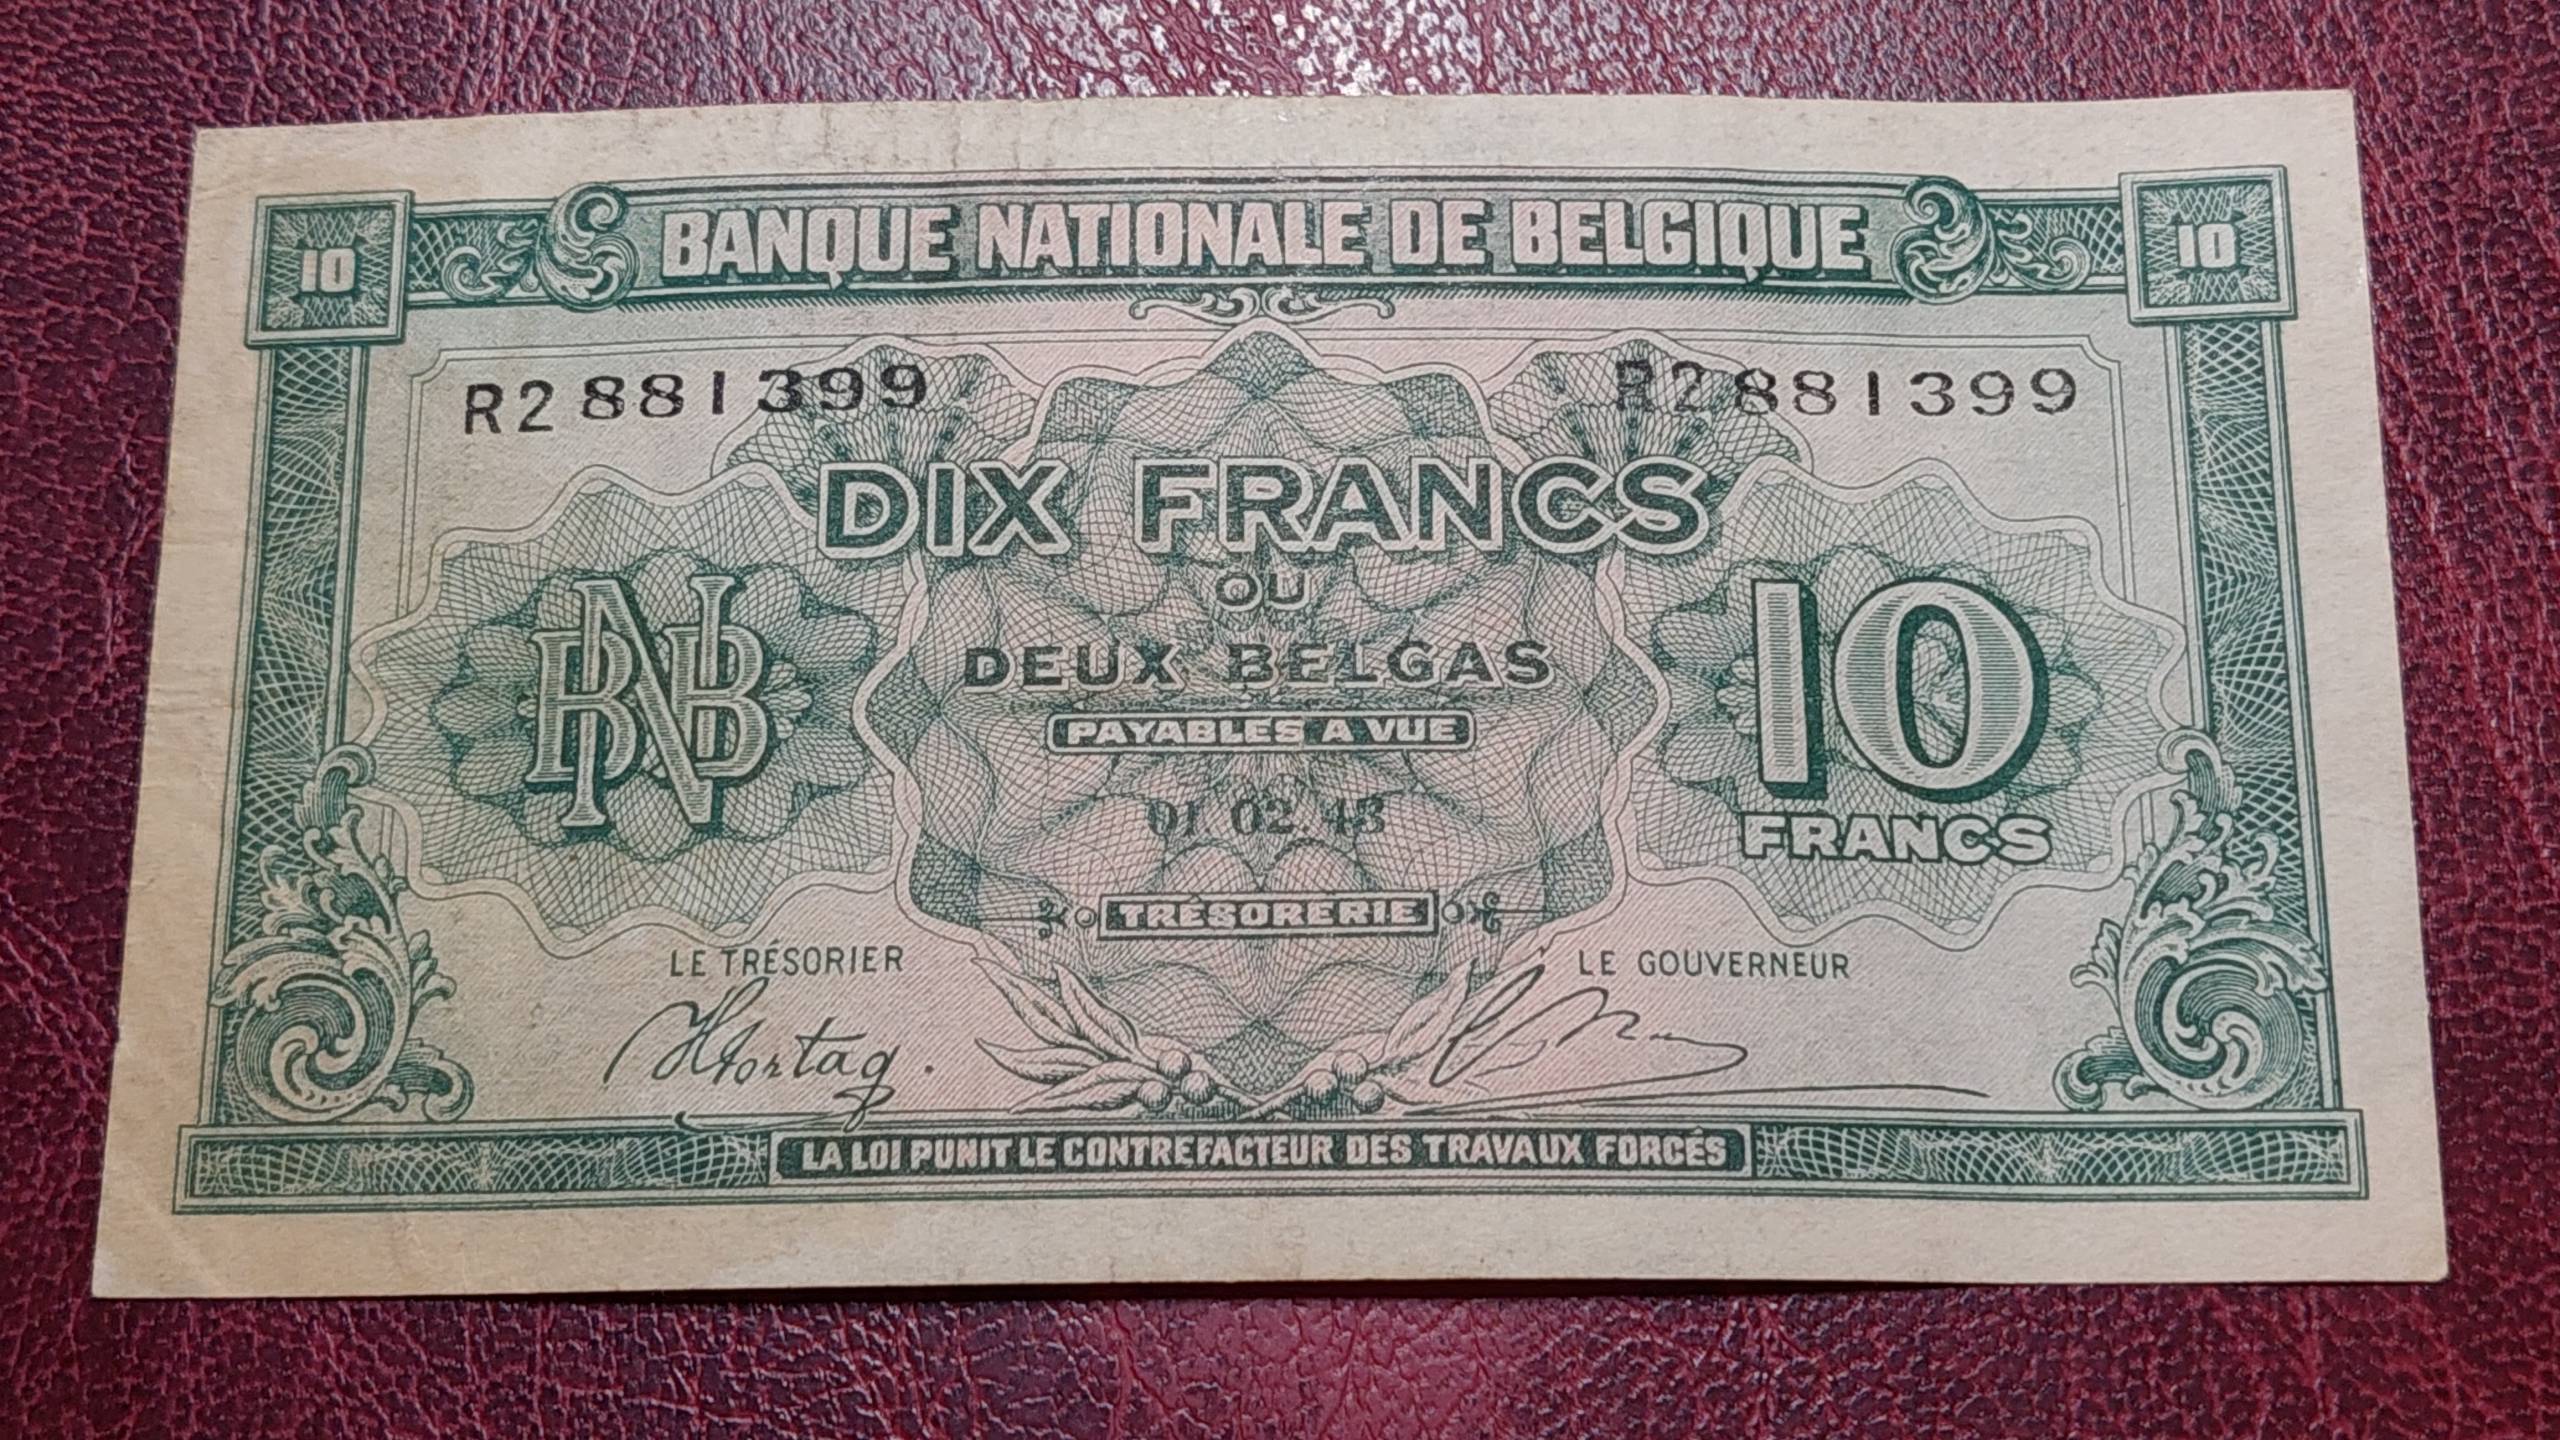 BANQUE NATIONALE DE BELGIQUE
10
10
R2 881399
R2 881399
DIX FRANCS
OU
DEUX BELGAS
PAYABLES A VUE
BNB
10
FRANCS
01.02.43
TRÉSORERIE
LE TRÉSORIER
LE GOUVERNEUR
LA LOI PUNIT LE CONTREFACTEUR DES TRAVAUX FORCÉS